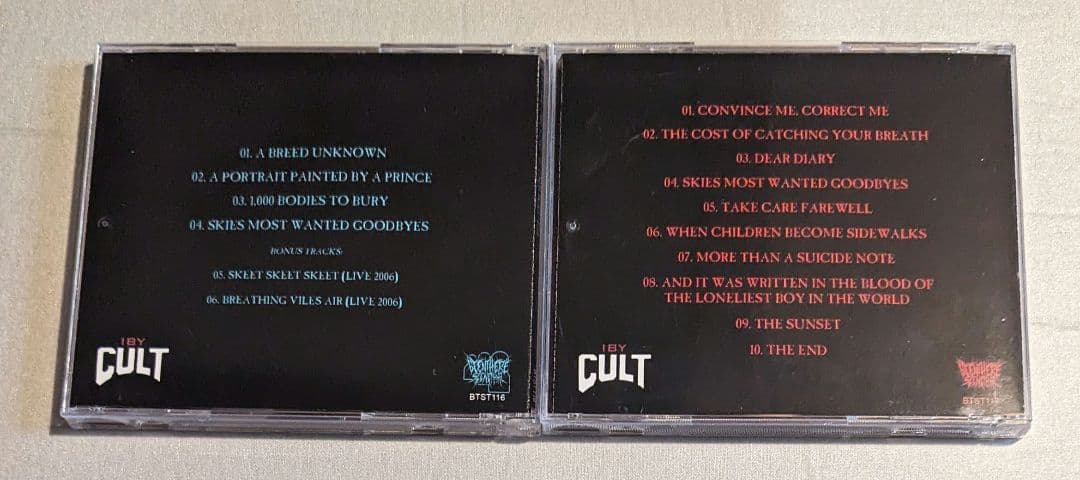 01. A BREED UNKNOWN
02. A PORTRAIT PAINTED BY A PRINCE
03. 1,000 BODIES TO BURY
04. SKIES MOST WANTED GOODBYES
BONUS TRACKS:
05. SKEET SKEET SKEET (LIVE 2006)
06. BREATHING VILES AIR (LIVE 2006)
IBY
CULT
BEENTHERE
SLAYTHAT
BTST116
01. CONVINCE ME, CORRECT ME
02. THE COST OF CATCHING YOUR BREATH
03. DEAR DIARY
04. SKIES MOST WANTED GOODBYES
05. TAKE CARE FAREWELL
06. WHEN CHILDREN BECOME SIDEWALKS
07. MORE THAN A SUICIDE NOTE
08. AND IT WAS WRITTEN IN THE BLOOD OF
THE LONELIEST BOY IN THE WORLD
09. THE SUNSET
10. THE END
IBY
CULT